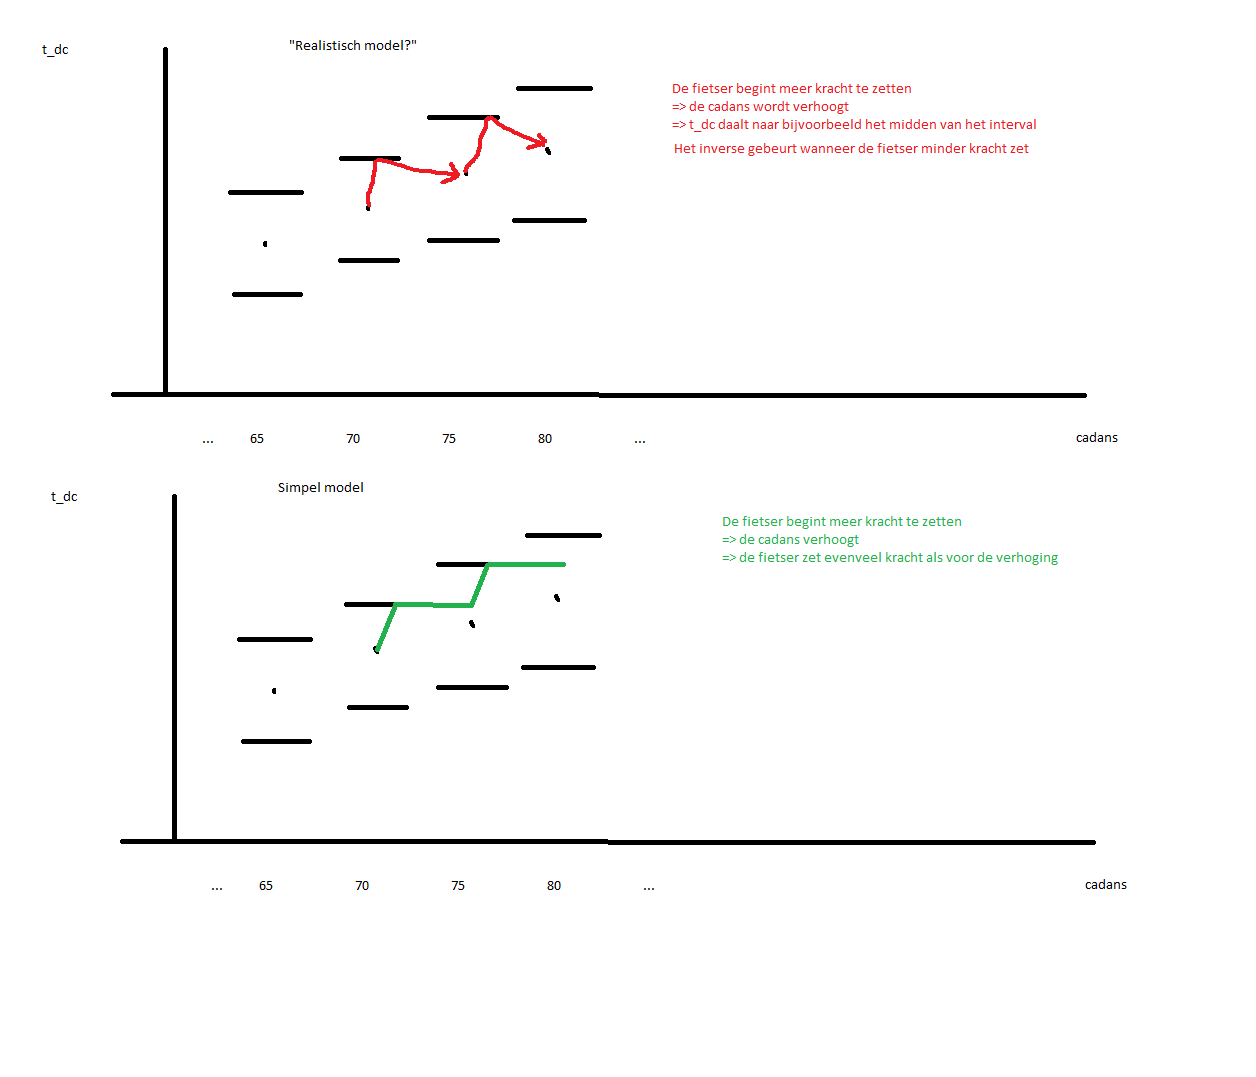 t_dc
"Realistisch model?"
De fietser begint meer kracht te zetten
=> de cadans wordt verhoogt
=> t_dc daalt naar bijvoorbeeld het midden van het interval
Het inverse gebeurt wanneer de fietser minder kracht zet
... 65 70 75 80 ... cadans
t_dc
Simpel model
De fietser begint meer kracht te zetten
=> de cadans verhoogt
=> de fietser zet evenveel kracht als voor de verhoging
... 65 70 75 80 ... cadans